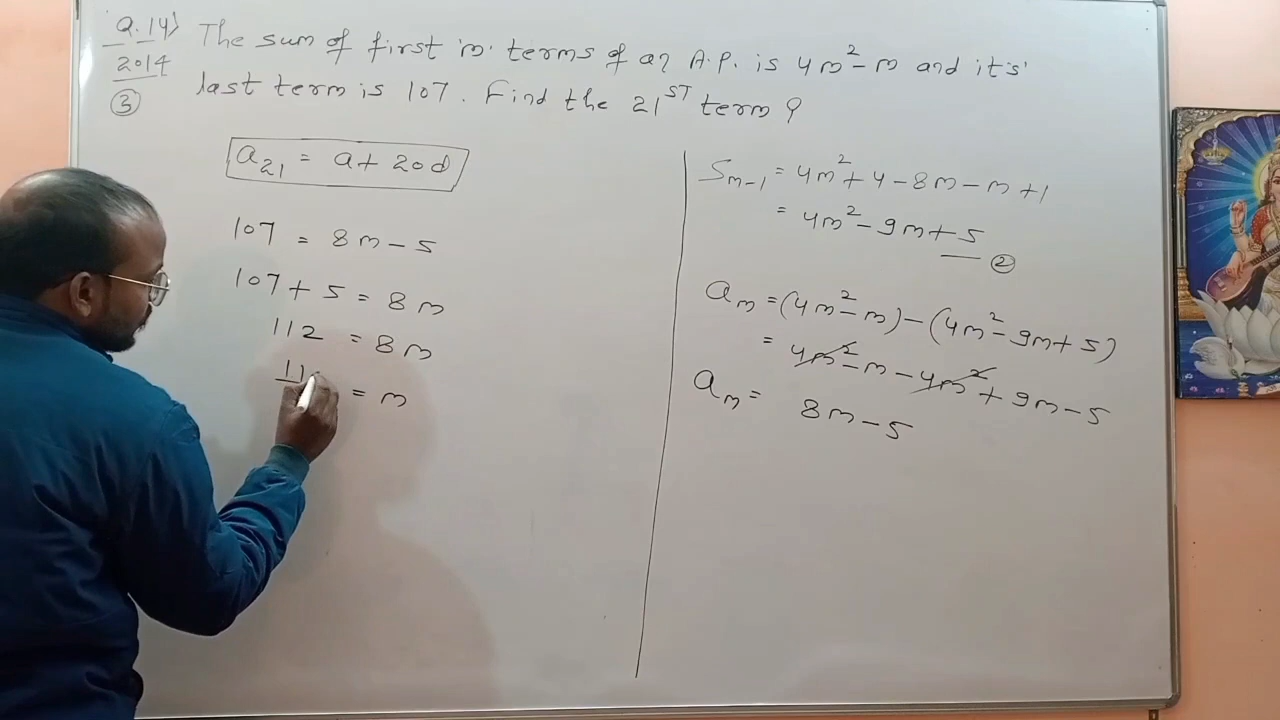 Q.14) The sum of first 'm' terms of an A.P. is 4m²-m and it's'
2014 last term is 107. Find the 21ST term?
③
a₂₁ = a+20d
107 = 8m-5
107+5 = 8m
112 = 8m
= m
Sₘ₋₁ = 4m²+4-8m-m+1
= 4m²-9m+5
— ②
aₘ = (4m²-m)-(4m²-9m+5)
= 4m²-m-4m²+9m-5
aₘ = 8m-5